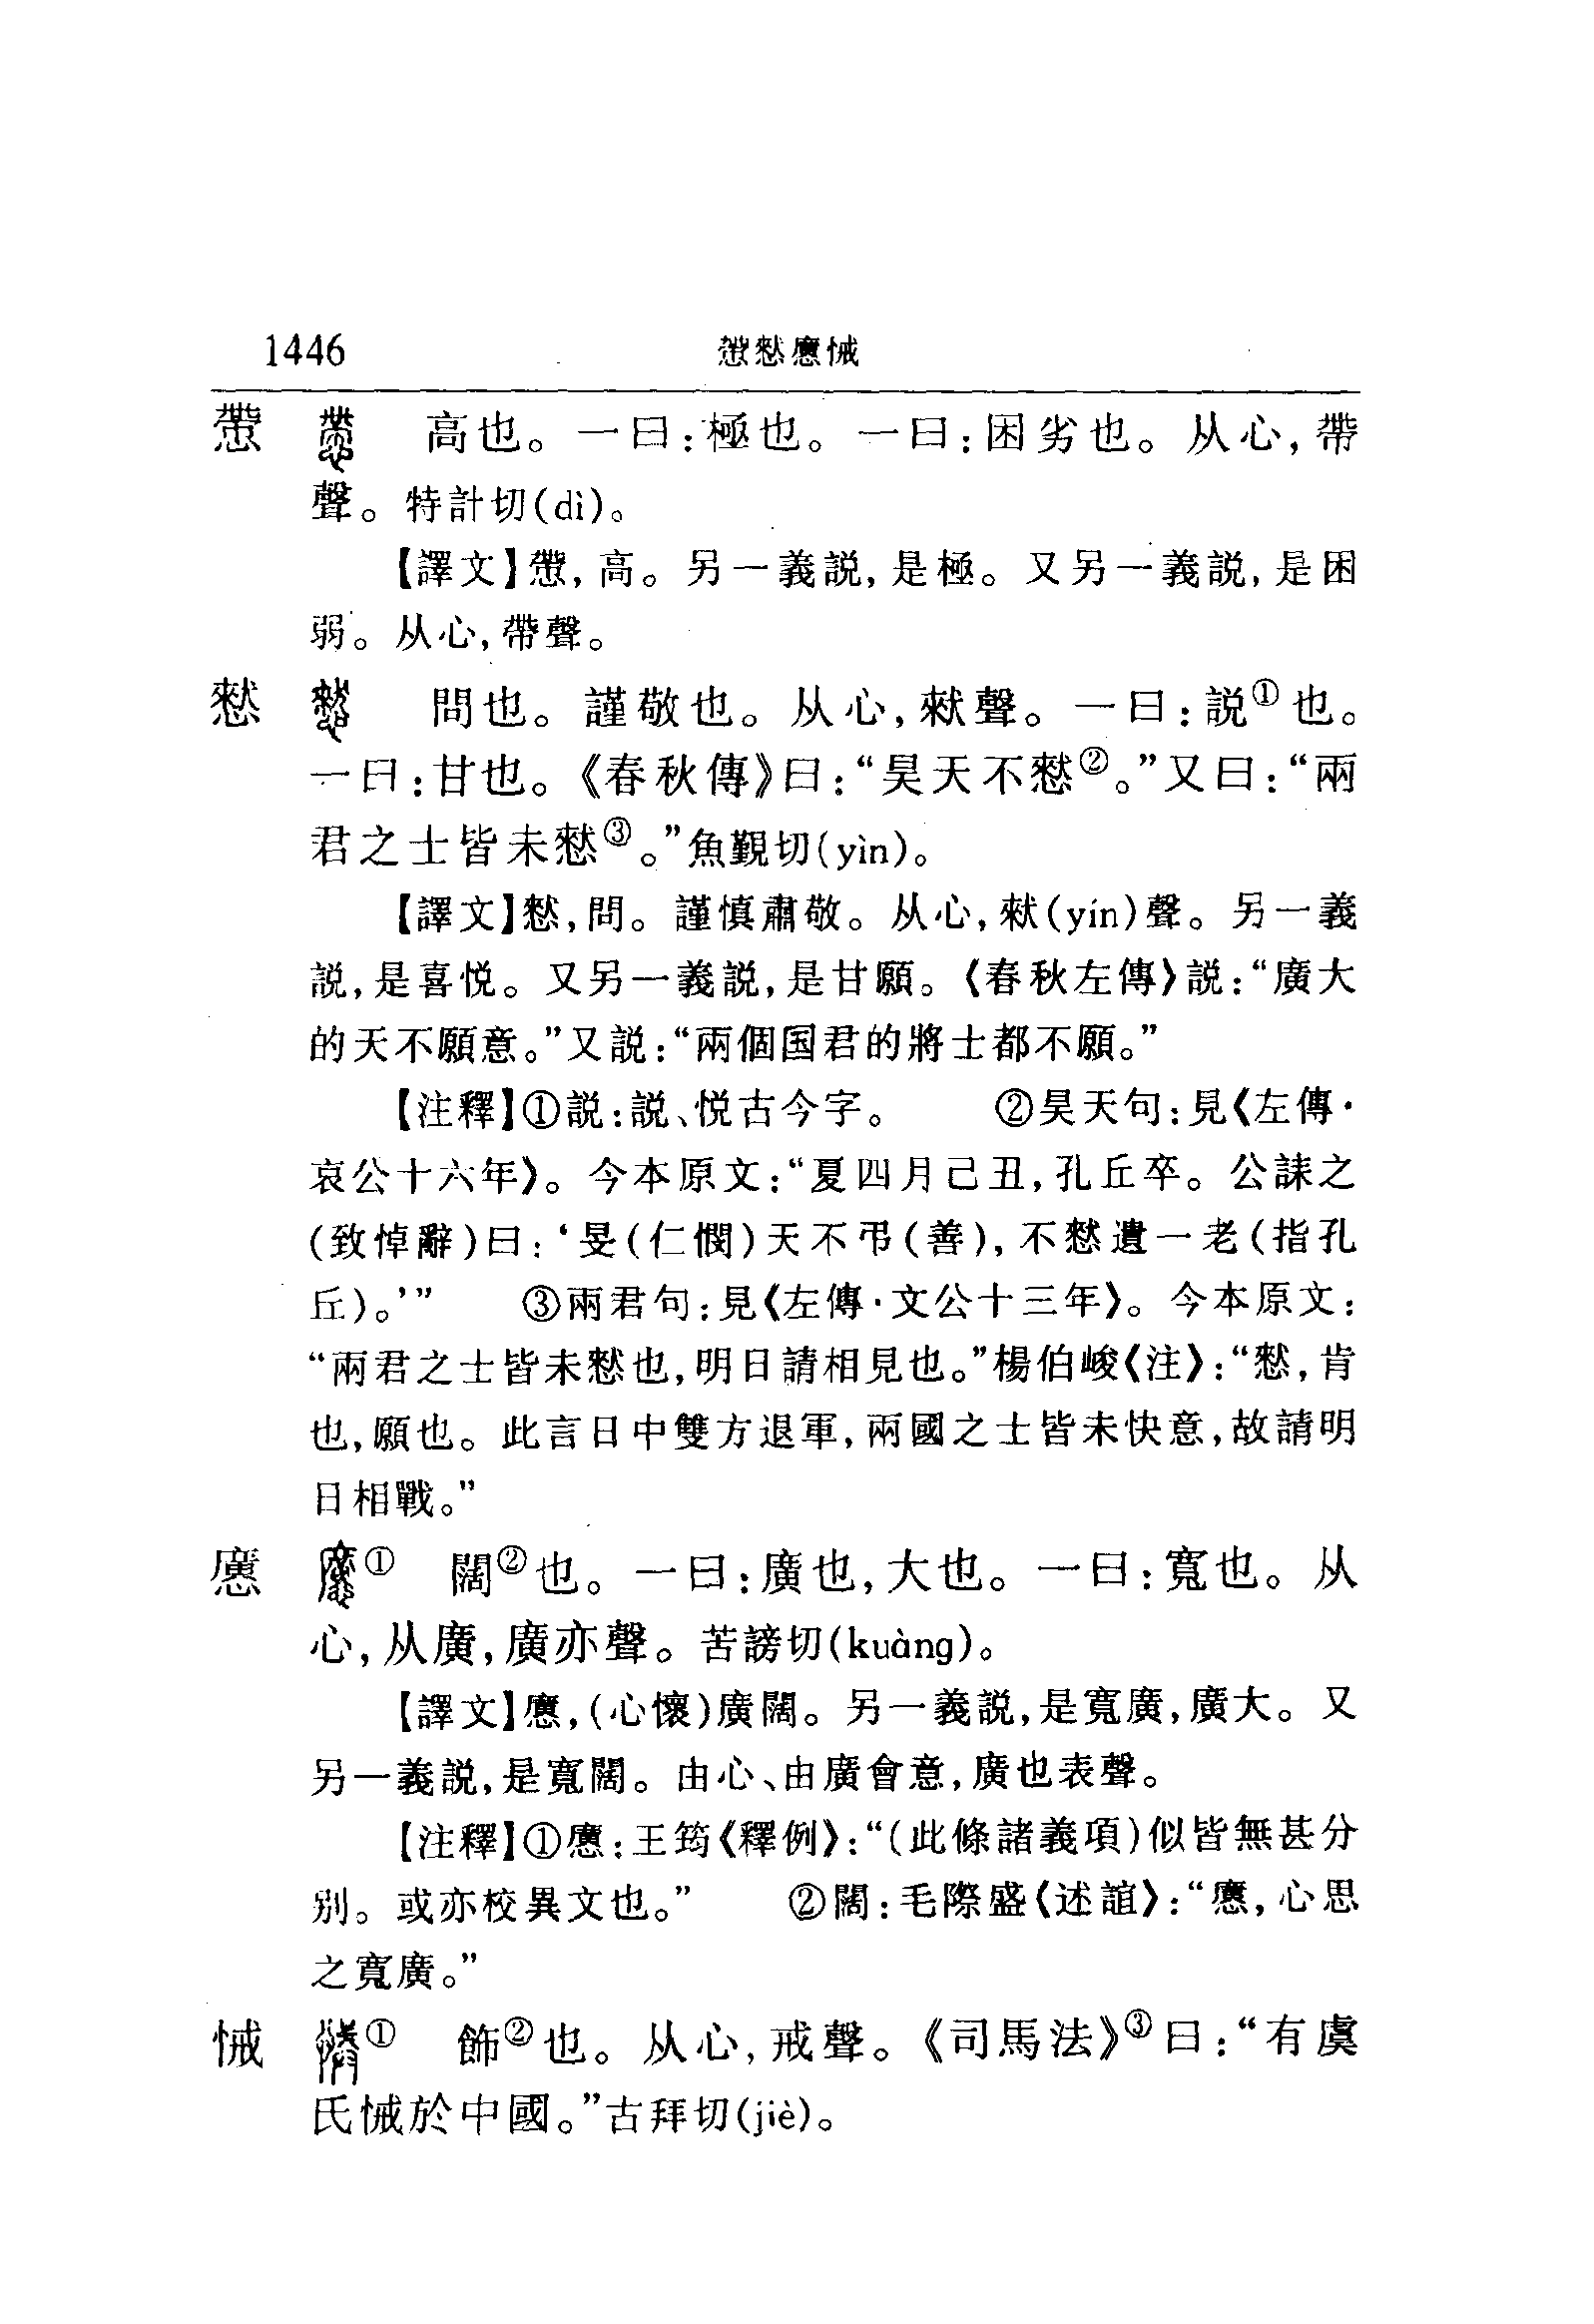 1446 㦅憖懬悈
㦅 高也。一曰：極也。一曰：困劣也。从心，帶
聲。特計切(dì)。
【譯文】㦅，高。另一義説，是極。又另一義説，是困
弱。从心，帶聲。
憖 問也。謹敬也。从心，猌聲。一曰：説①也。
一曰：甘也。《春秋傳》曰：“昊天不憖②。”又曰：“兩
君之士皆未憖③。”魚覲切(yìn)。
【譯文】憖，問。謹慎肅敬。从心，猌(yín)聲。另一義
説，是喜悦。又另一義説，是甘願。《春秋左傳》説：“廣大
的天不願意。”又説：“兩個国君的將士都不願。”
【注釋】①説：説、悦古今字。 ②昊天句：見《左傳·
哀公十六年》。今本原文：“夏四月己丑，孔丘卒。公誄之
(致悼辭)曰：‘旻(仁憫)天不弔(善)，不憖遺一老(指孔
丘)。’” ③兩君句：見《左傳·文公十三年》。今本原文：
“兩君之士皆未憖也，明日請相見也。”楊伯峻《注》：“憖，肯
也，願也。此言日中雙方退軍，兩國之士皆未快意，故請明
日相戰。”
懬 ① 闊②也。一曰：廣也，大也。一曰：寬也。从
心，从廣，廣亦聲。苦謗切(kuàng)。
【譯文】懬，(心懷)廣闊。另一義説，是寬廣，廣大。又
另一義説，是寬闊。由心、由廣會意，廣也表聲。
【注釋】①懬：王筠《釋例》：“(此條諸義項)似皆無甚分
别。或亦校異文也。” ②闊：毛際盛《述誼》：“懬，心思
之寬廣。”
悈 ① 飾②也。从心，戒聲。《司馬法》③曰：“有虞
氏悈於中國。”古拜切(jiè)。